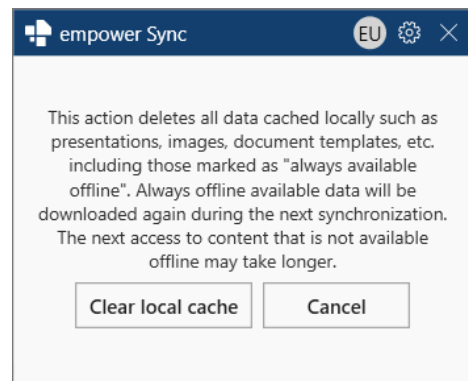 empower Sync EU
This action deletes all data cached locally such as
presentations, images, document templates, etc.
including those marked as "always available
offline". Always offline available data will be
downloaded again during the next synchronization.
The next access to content that is not available
offline may take longer.
Clear local cache Cancel